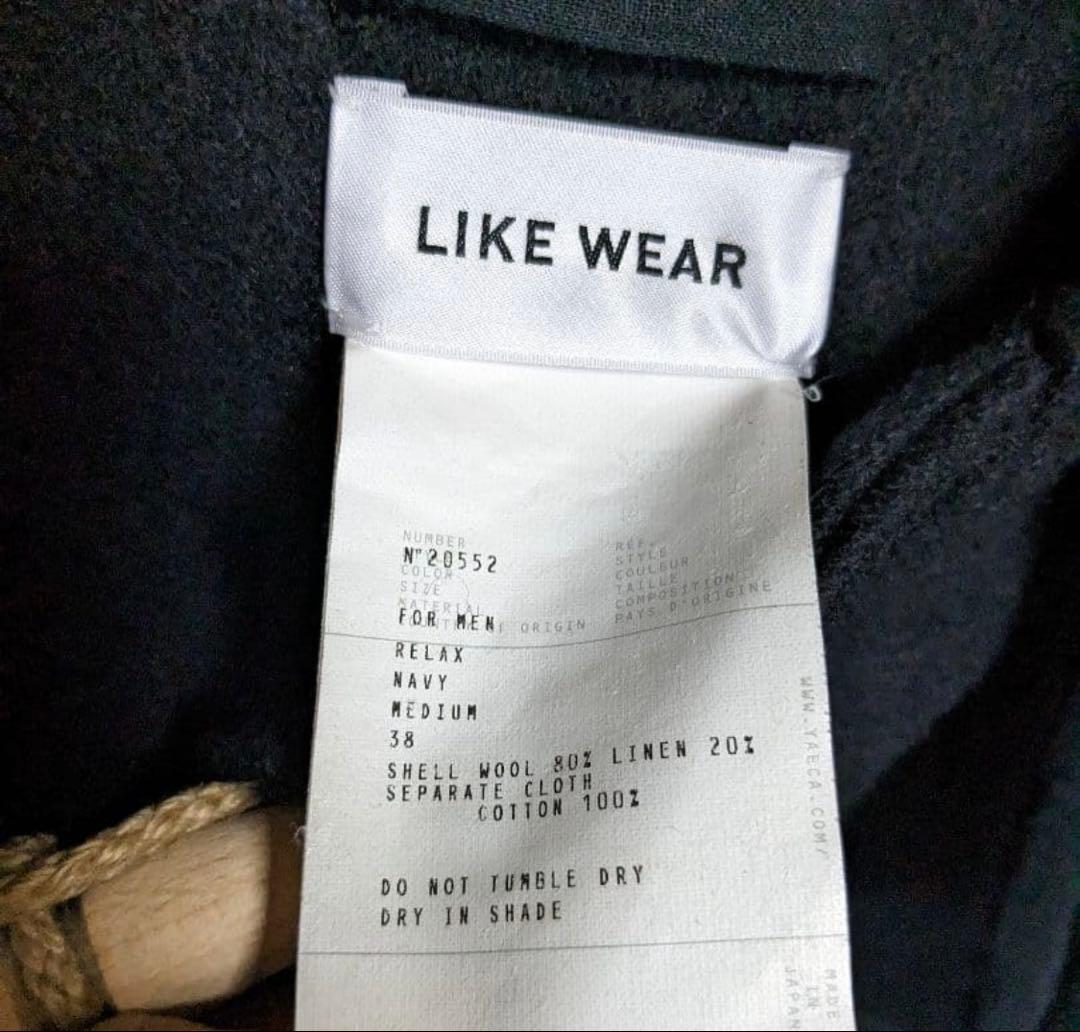 LIKE WEAR
NUMBER
N°20552
COLOR
SIZE
MATERIAL
FOR MEN
COUNTRY OF ORIGIN
REF.
STYLE
COULEUR
TAILLE
COMPOSITION
PAYS D'ORIGINE
RELAX
NAVY
MEDIUM
38
SHELL WOOL 80% LINEN 20%
SEPARATE CLOTH
COTTON 100%
DO NOT TUMBLE DRY
DRY IN SHADE
WWW.YAECA.COM/
MADE
IN
JAPAN